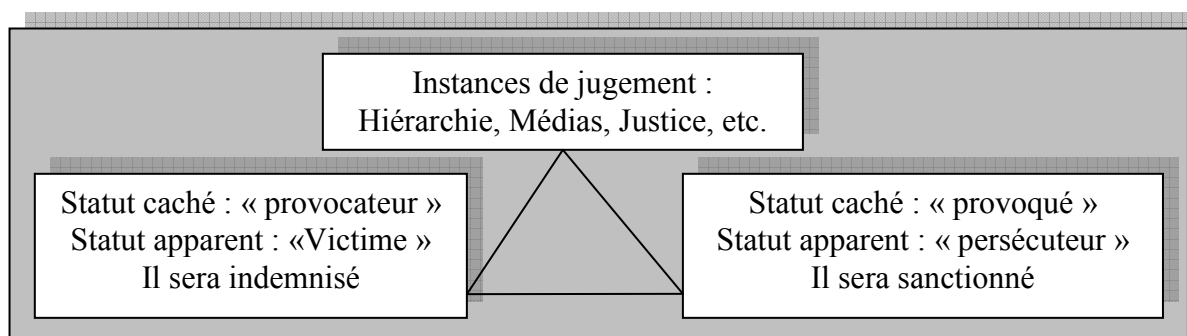 Instances de jugement :
Hiérarchie, Médias, Justice, etc.
Statut caché : « provocateur »
Statut apparent : «Victime »
Il sera indemnisé
Statut caché : « provoqué »
Statut apparent : « persécuteur »
Il sera sanctionné